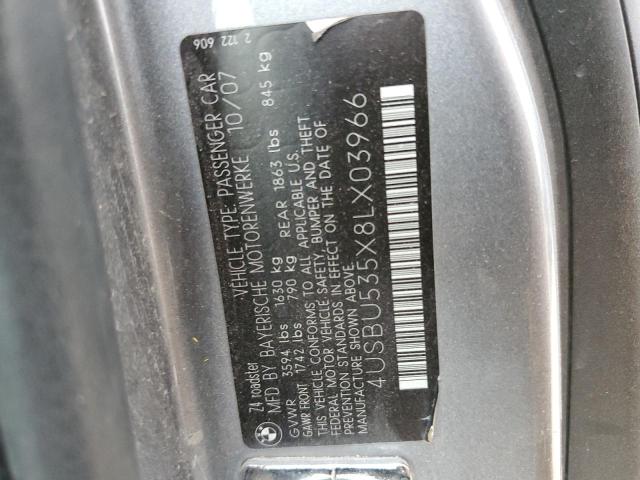 Z4 roadster VEHICLE TYPE: PASSENGER CAR 2 122 606
MFD BY BAYERISCHE MOTORENWERKE 10/07
GVWR 3594 lbs 1630 kg REAR 1863 lbs 845 kg
GAWR FRONT 1742 lbs 790 kg
THIS VEHICLE CONFORMS TO ALL APPLICABLE U.S.
FEDERAL MOTOR VEHICLE SAFETY, BUMPER AND THEFT
PREVENTION STANDARDS IN EFFECT ON THE DATE OF
MANUFACTURE SHOWN ABOVE.
4USBU535X8LX03966